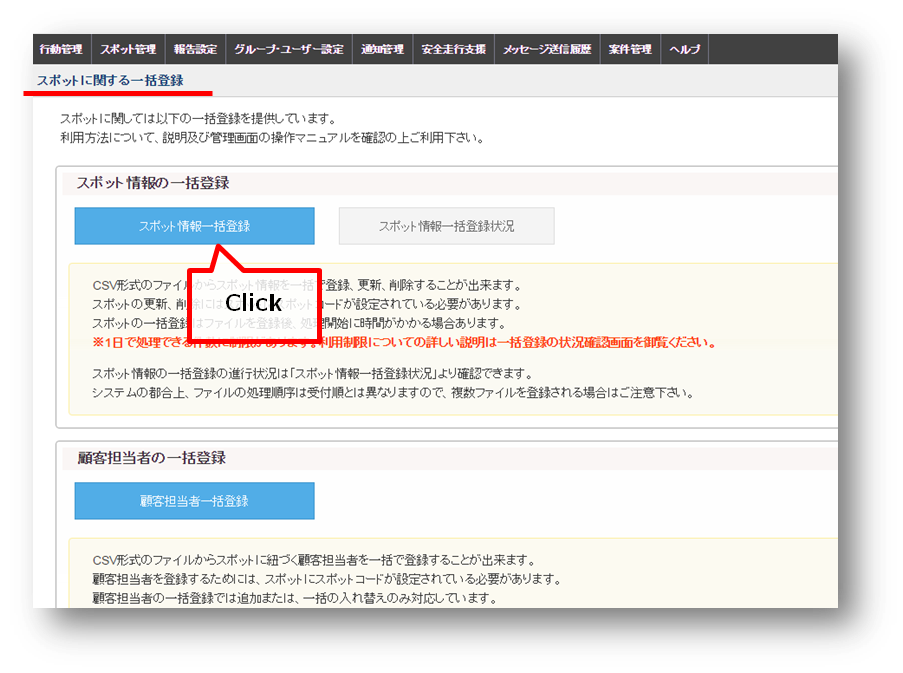 行動管理 スポット管理 報告設定 グループ・ユーザー設定 通知管理 安全走行支援 メッセージ送信履歴 案件管理 ヘルプ
スポットに関する一括登録
スポットに関しては以下の一括登録を提供しています。
利用方法について、説明及び管理画面の操作マニュアルを確認の上ご利用下さい。
スポット情報の一括登録
スポット情報一括登録 スポット情報一括登録状況
CSV形式のファイルからスポット情報を一括で登録、更新、削除することが出来ます。
スポットの更新、削除には スポットコードが設定されている必要があります。
Click
スポットの一括登録はファイルを登録後、処理開始に時間がかかる場合あります。
※1日で処理できる件数に制限があります。利用制限についての詳しい説明は一括登録の状況確認画面を御覧ください。
スポット情報の一括登録の進行状況は「スポット情報一括登録状況」より確認できます。
システムの都合上、ファイルの処理順序は受付順とは異なりますので、複数ファイルを登録される場合はご注意下さい。
顧客担当者の一括登録
顧客担当者一括登録
CSV形式のファイルからスポットに紐づく顧客担当者を一括で登録することが出来ます。
顧客担当者を登録するためには、スポットにスポットコードが設定されている必要があります。
顧客担当者の一括登録では追加または、一括の入れ替えのみ対応しています。